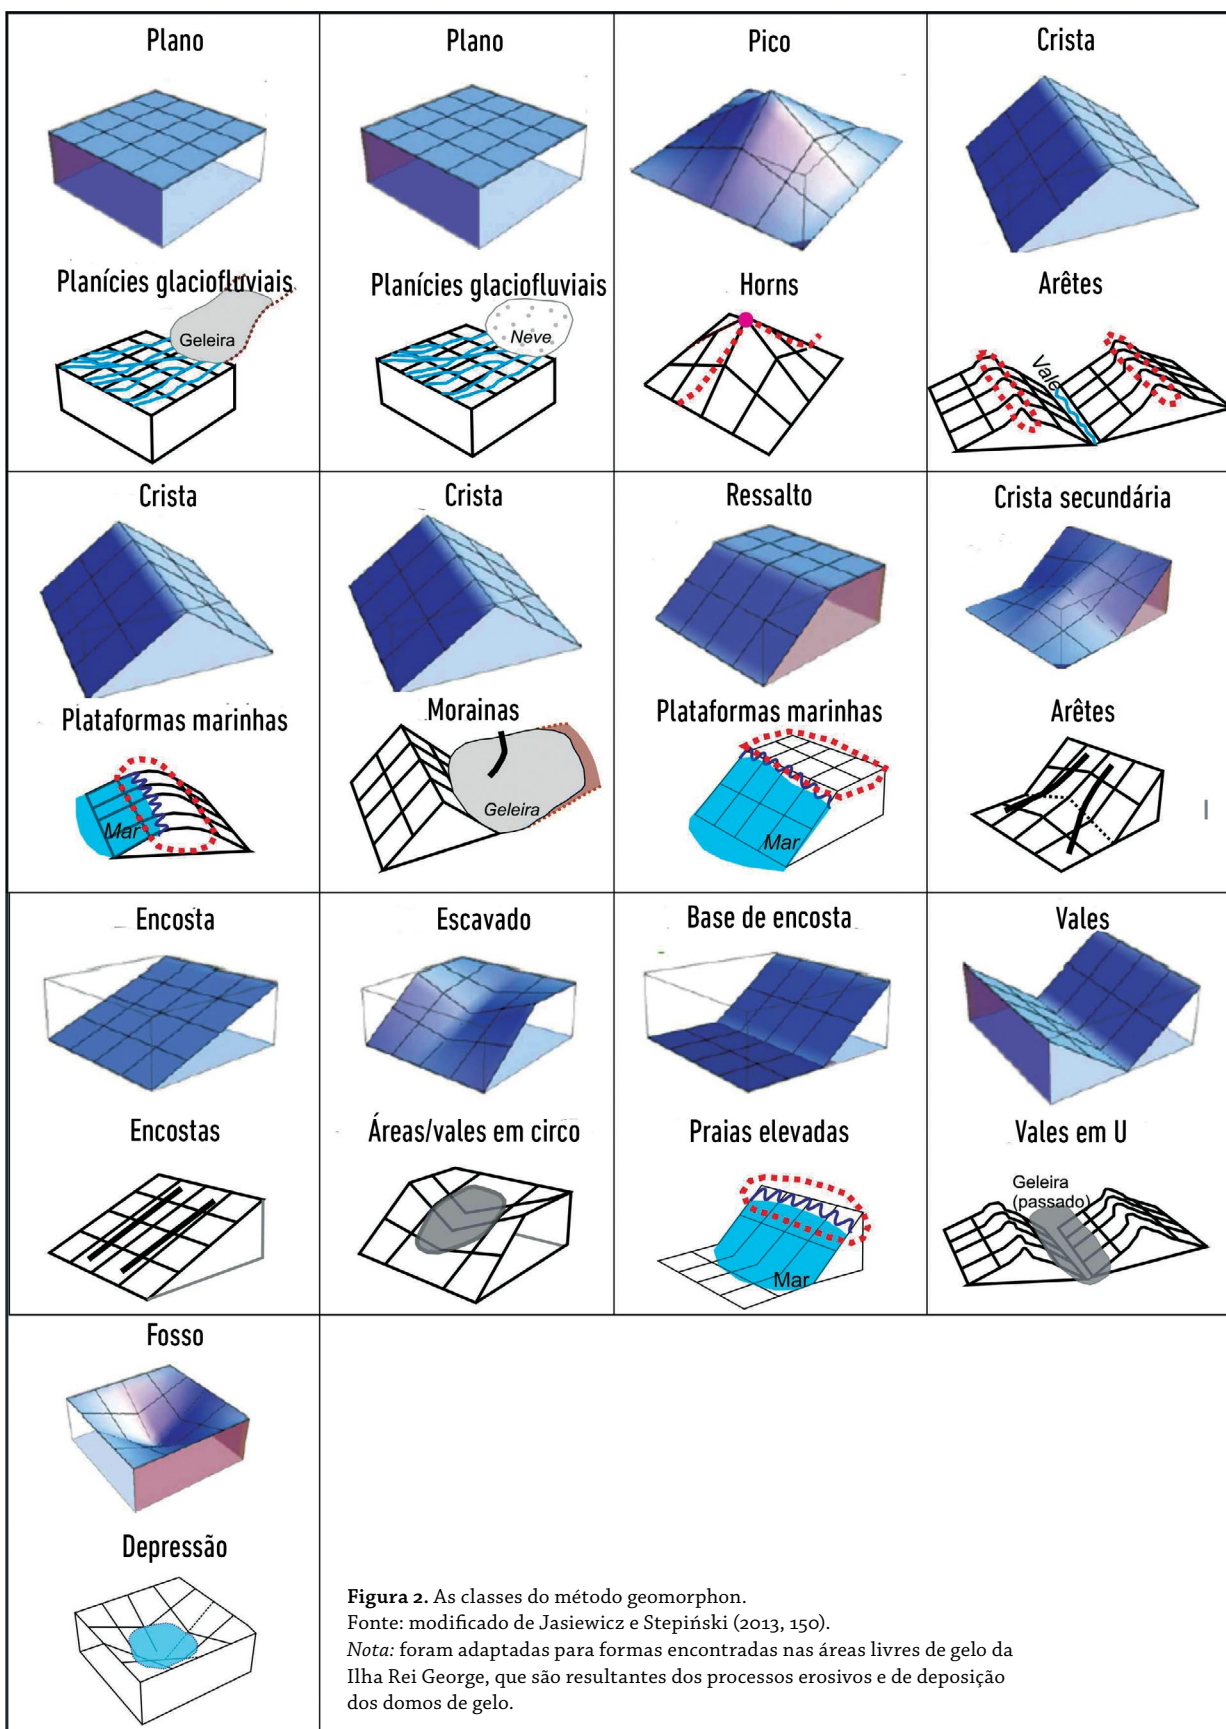 Plano
Plano
Pico
Crista
Planícies glaciofluviais
Geleira
Planícies glaciofluviais
Neve
Horns
Arêtes
Vale
Crista
Crista
Ressalto
Crista secundária
Plataformas marinhas
Mar
Morainas
Geleira
Plataformas marinhas
Mar
Arêtes
Encosta
Escavado
Base de encosta
Vales
Encostas
Áreas/vales em circo
Praias elevadas
Mar
Vales em U
Geleira
(passado)
Fosso
Depressão
Figura 2. As classes do método geomorphon.
Fonte: modificado de Jasiewicz e Stepiński (2013, 150).
Nota: foram adaptadas para formas encontradas nas áreas livres de gelo da
Ilha Rei George, que são resultantes dos processos erosivos e de deposição
dos domos de gelo.